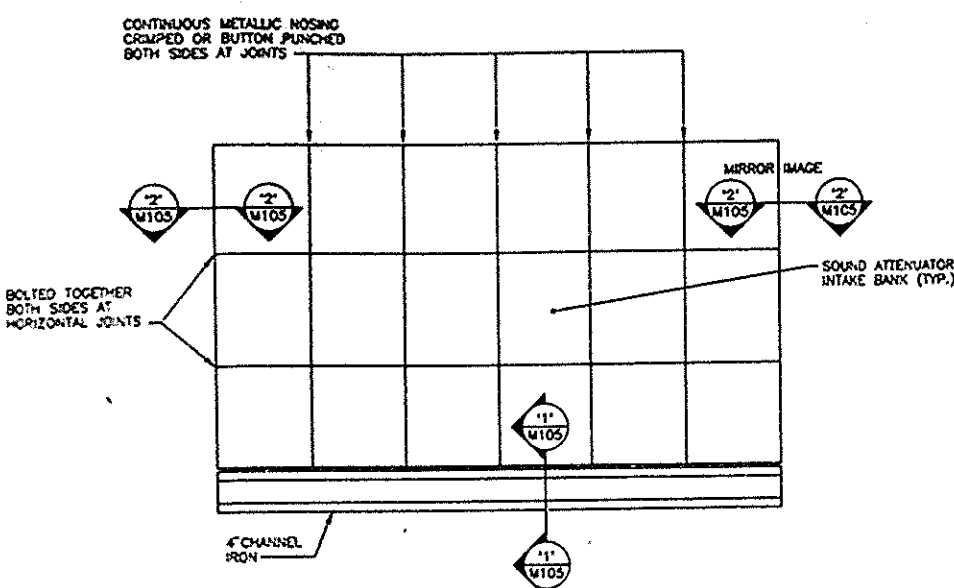 CONTINUOUS METALLIC NOSING
CRIMPED OR BUTTON PUNCHED
BOTH SIDES AT JOINTS
MIRROR IMAGE
"2"
M105
"2"
M105
"2"
M105
"2"
M105
SOUND ATTENUATOR
INTAKE BANK (TYP.)
BOLTED TOGETHER
BOTH SIDES AT
HORIZONTAL JOINTS
"1"
M105
4" CHANNEL
IRON
"1"
M105